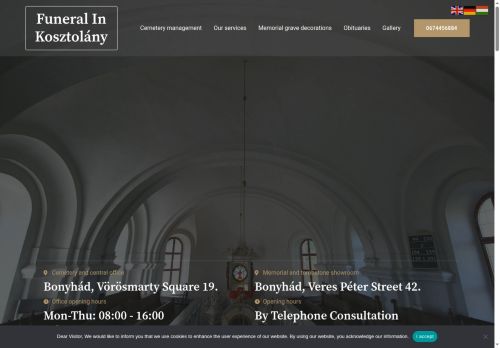 Funeral In
Kosztolány
Cemetery management
Our services
Memorial grave decorations
Obituaries
Gallery
0674456884
Cemetery and central office
Bonyhád, Vörösmarty Square 19.
Office opening hours
Mon-Thu: 08:00 - 16:00
Memorial and tombstone showroom
Bonyhád, Veres Péter Street 42.
Opening hours
By Telephone Consultation
Dear Visitor, We would like to inform you that we use cookies to enhance the user experience of our website. By using our website, you acknowledge our information.
I accept